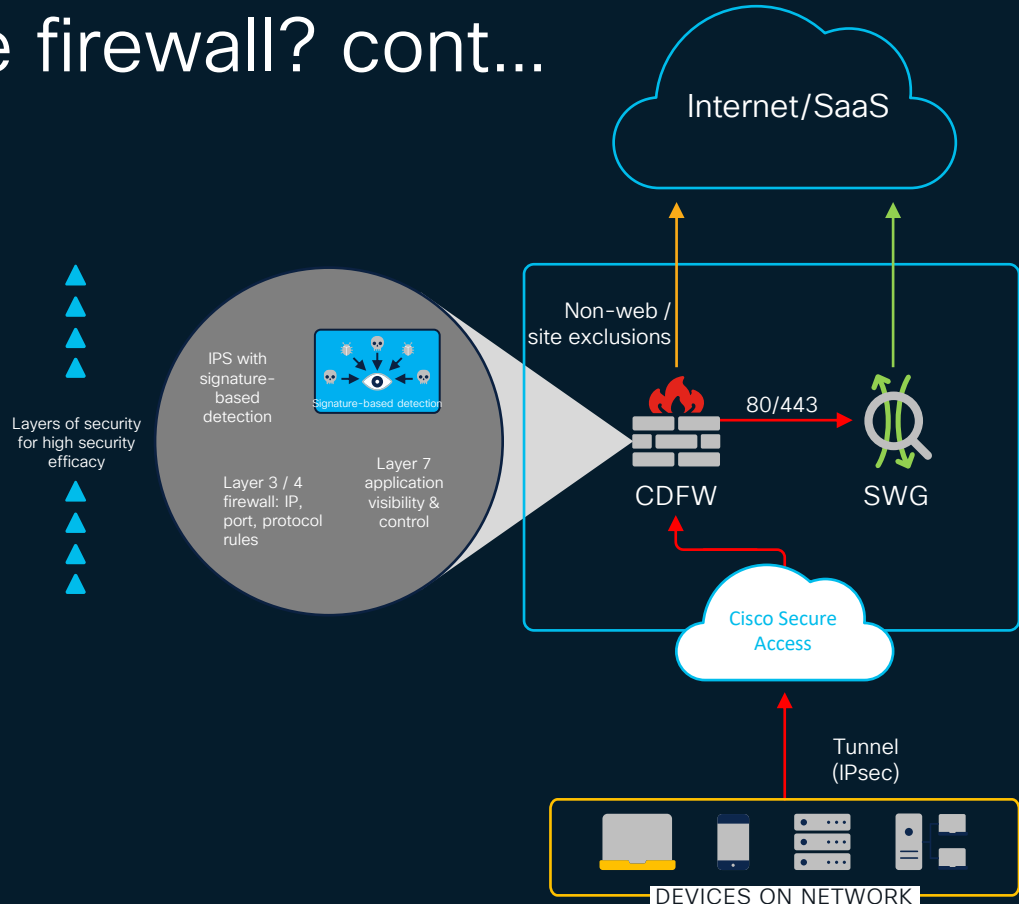 e firewall? cont...
Internet/SaaS
Non-web /
site exclusions
IPS with
signature-
based
detection
Signature-based detection
80/443
Layers of security
for high security
efficacy
Layer 3 / 4
firewall: IP,
port, protocol
rules
Layer 7
application
visibility &
control
CDFW
SWG
Cisco Secure
Access
Tunnel
(IPsec)
DEVICES ON NETWORK